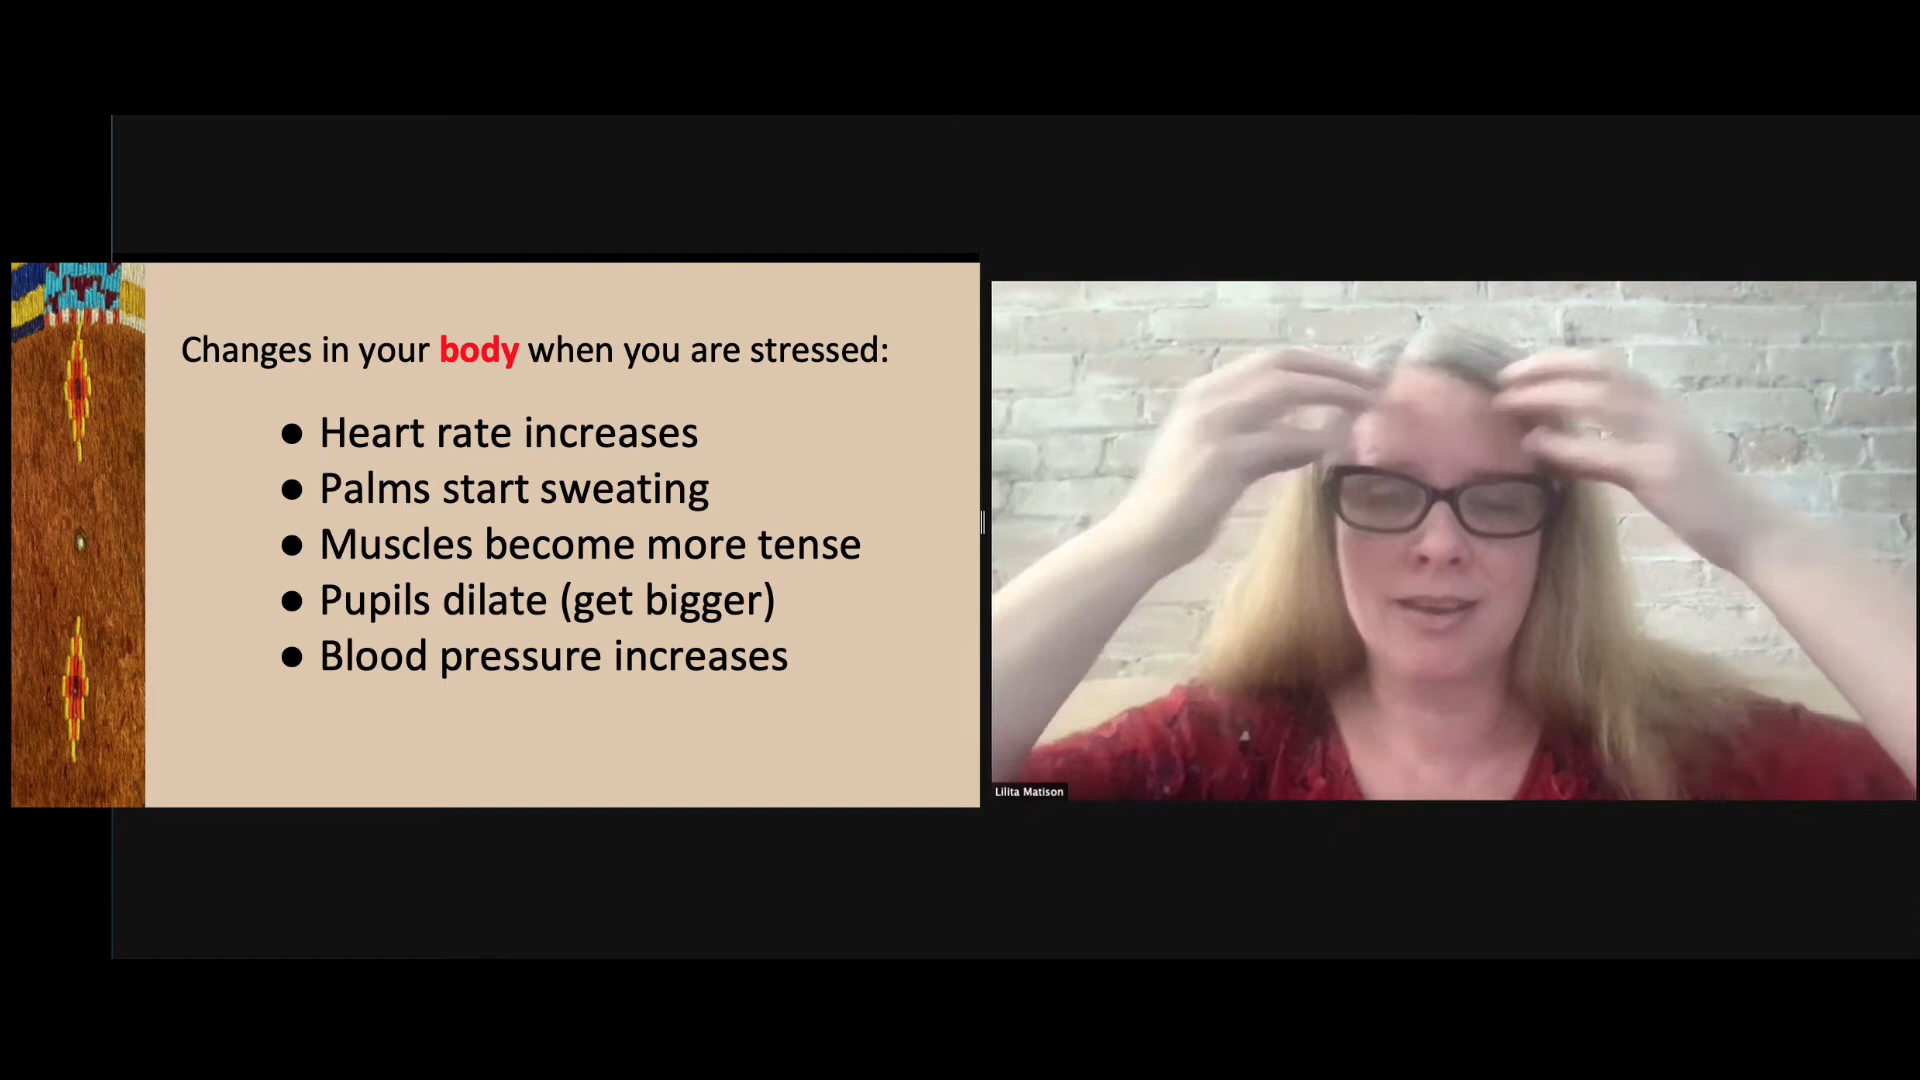 Changes in your body when you are stressed:
● Heart rate increases
● Palms start sweating
● Muscles become more tense
● Pupils dilate (get bigger)
● Blood pressure increases
Lilita Matison